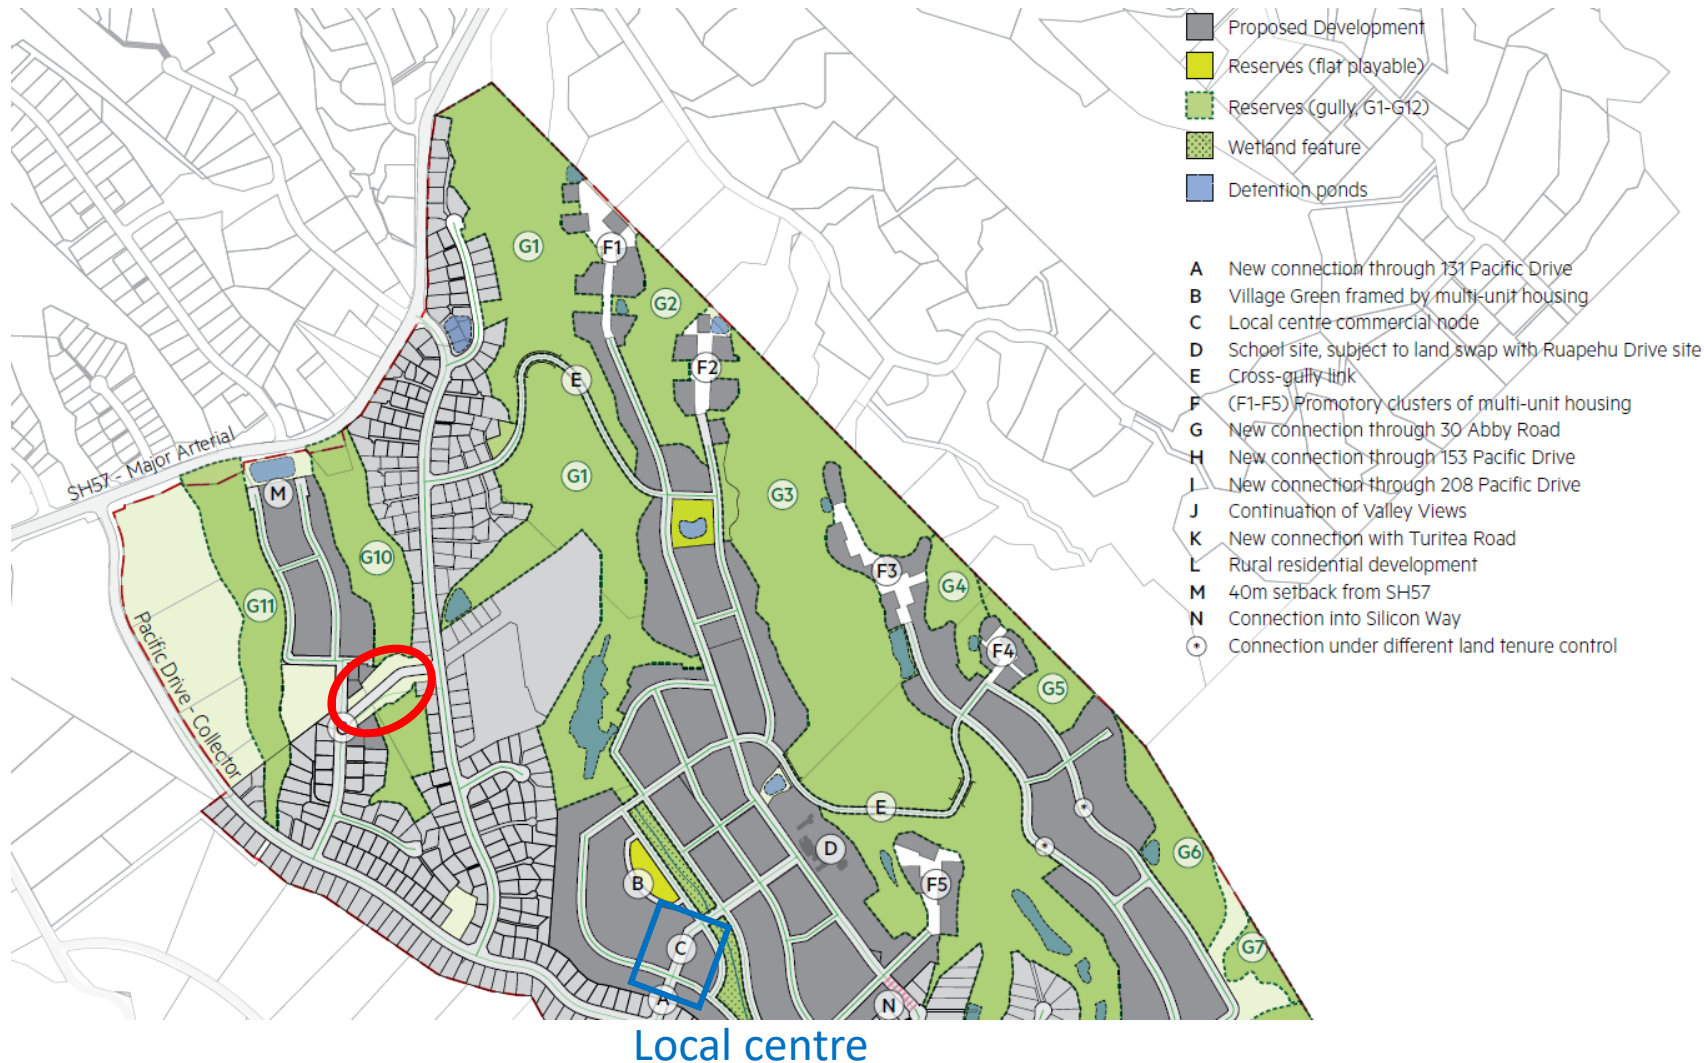 Proposed Development
Reserves (flat playable)
Reserves (gully, G1-G12)
Wetland feature
Detention ponds
A New connection through 131 Pacific Drive
B Village Green framed by multi-unit housing
C Local centre commercial node
D School site, subject to land swap with Ruapehu Drive site
E Cross-gully link
F (F1-F5) Promotory clusters of multi-unit housing
G New connection through 30 Abby Road
H New connection through 153 Pacific Drive
I New connection through 208 Pacific Drive
J Continuation of Valley Views
K New connection with Turitea Road
L Rural residential development
M 40m setback from SH57
N Connection into Silicon Way
* Connection under different land tenure control
G1
F1
G2
F2
E
SH57 - Major Arterial
M
G1
G3
G10
F3
G4
G11
F4
G5
Pacific Drive - Collector
E
*
*
D
G6
B
F5
C
G7
A
N
Local centre